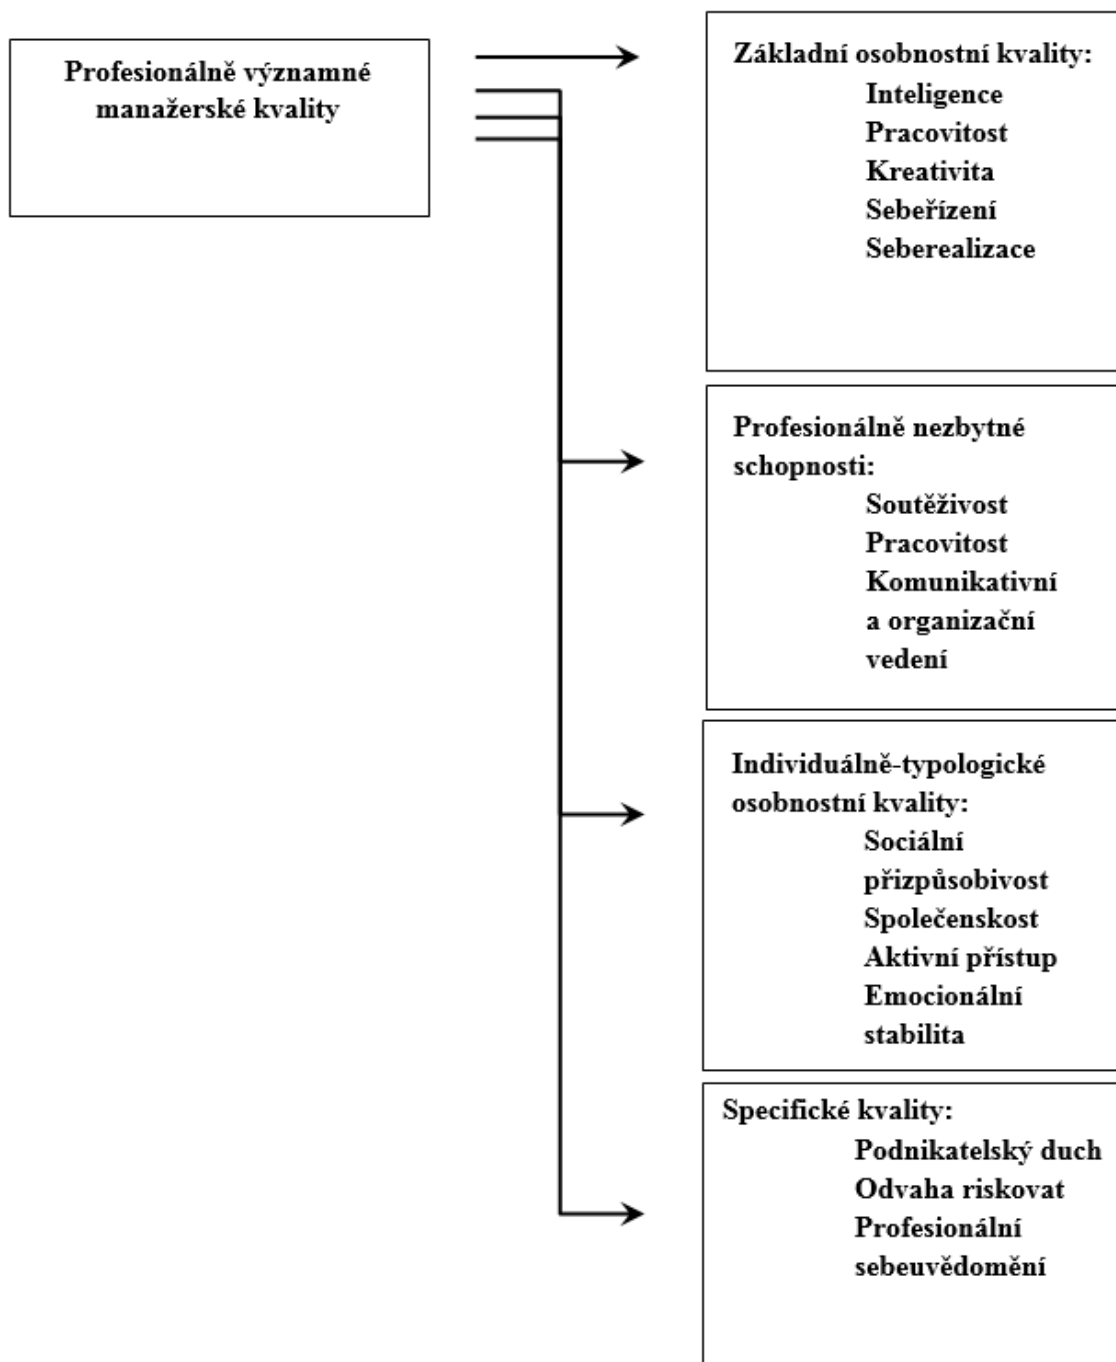 Profesionálně významné
manažerské kvality
Základní osobnostní kvality:
Inteligence
Pracovitost
Kreativita
Sebeřízení
Seberealizace
Profesionálně nezbytné
schopnosti:
Soutěživost
Pracovitost
Komunikativní
a organizační
vedení
Individuálně-typologické
osobnostní kvality:
Sociální
přizpůsobivost
Společenskost
Aktivní přístup
Emocionální
stabilita
Specifické kvality:
Podnikatelský duch
Odvaha riskovat
Profesionální
sebeuvědomění